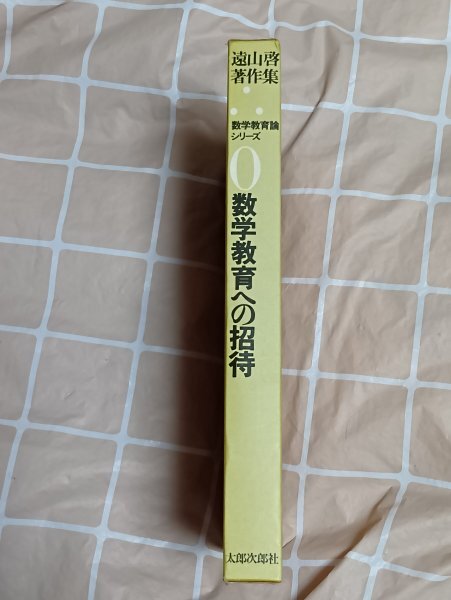 遠山啓
著作集
数学教育論
シリーズ
0
数学教育への招待
太郎次郎社